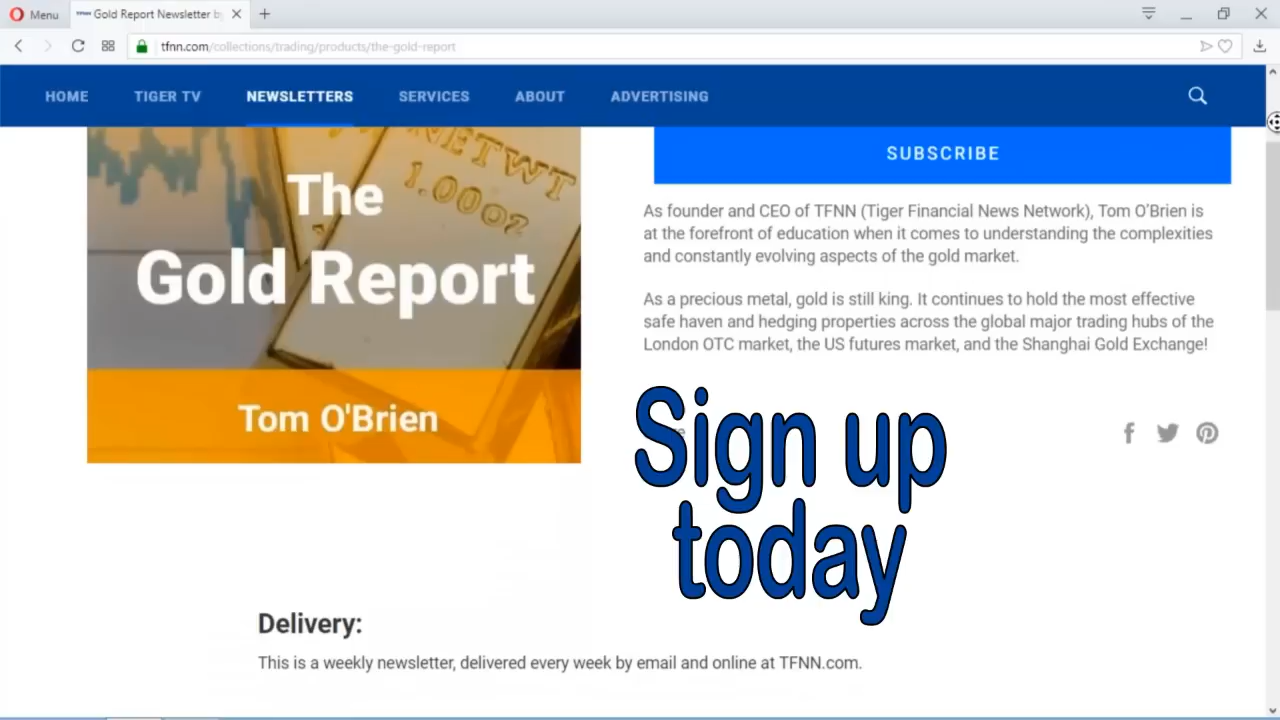 Menu
TFNN Gold Report Newsletter b
tfnn.com/collections/trading/products/the-gold-report
HOME TIGER TV NEWSLETTERS SERVICES ABOUT ADVERTISING
NETWT
1.00OZ
The
Gold Report
Tom O'Brien
SUBSCRIBE
As founder and CEO of TFNN (Tiger Financial News Network), Tom O'Brien is
at the forefront of education when it comes to understanding the complexities
and constantly evolving aspects of the gold market.
As a precious metal, gold is still king. It continues to hold the most effective
safe haven and hedging properties across the global major trading hubs of the
London OTC market, the US futures market, and the Shanghai Gold Exchange!
Sign up
today
Delivery:
This is a weekly newsletter, delivered every week by email and online at TFNN.com.